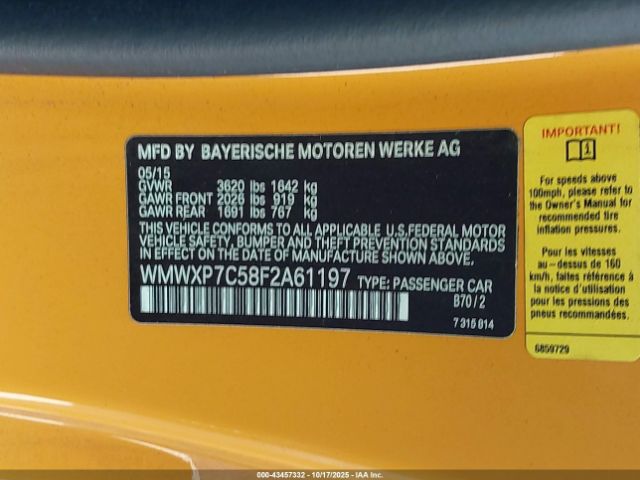 MFD BY BAYERISCHE MOTOREN WERKE AG
05/15
GVWR 3620 lbs 1642 kg
GAWR FRONT 2026 lbs 919 kg
GAWR REAR 1691 lbs 767 kg
THIS VEHICLE CONFORMS TO ALL APPLICABLE U.S.FEDERAL MOTOR
VEHICLE SAFETY, BUMPER AND THEFT PREVENTION STANDARDS
IN EFFECT ON THE DATE OF MANUFACTURE SHOWN ABOVE.
WMWXP7C58F2A61197 TYPE: PASSENGER CAR
B70/2
7 315 814
IMPORTANT!
For speeds above
100mph, please refer to
the Owner's Manual for
recommended tire
inflation pressures.
Pour les vitesses
au-dessus de 160
km/h, faites référence à
la notice d'utilisation
pour les pressions des
pneus recommandées.
6859729
000-43457332 - 10/17/2025 - IAA, Inc.